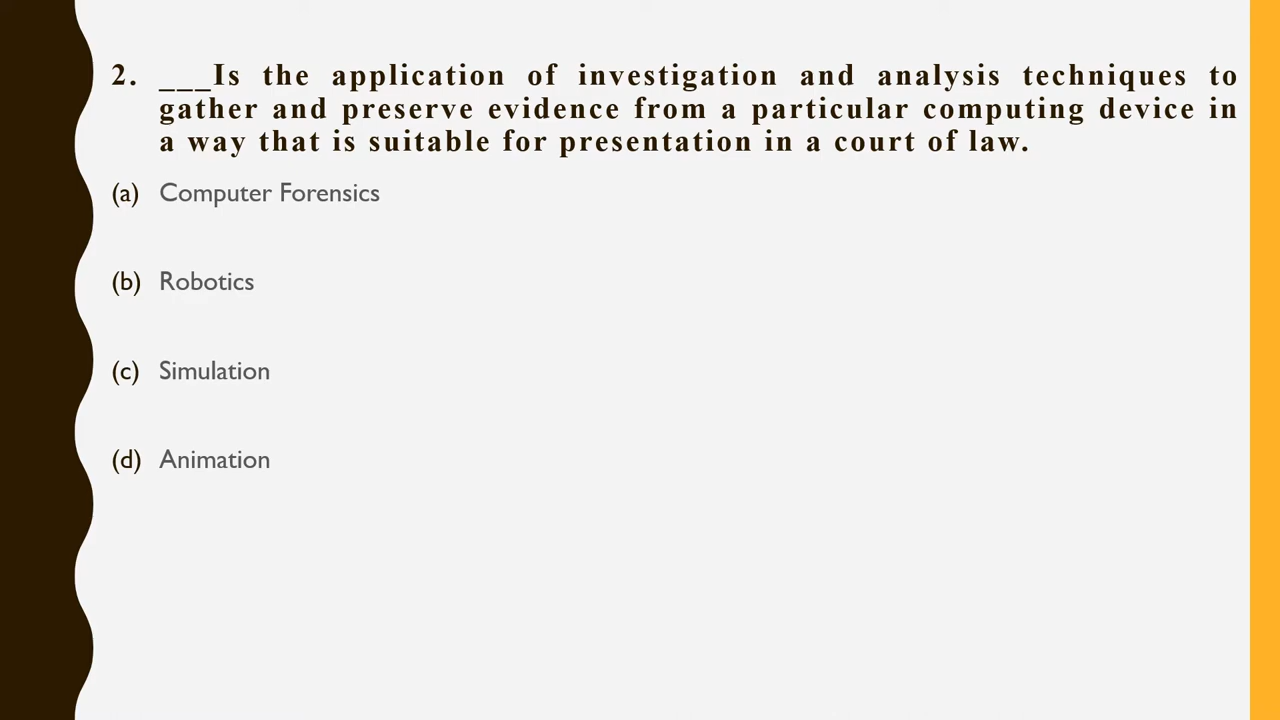 2. ___Is the application of investigation and analysis techniques to
gather and preserve evidence from a particular computing device in
a way that is suitable for presentation in a court of law.
(a) Computer Forensics
(b) Robotics
(c) Simulation
(d) Animation